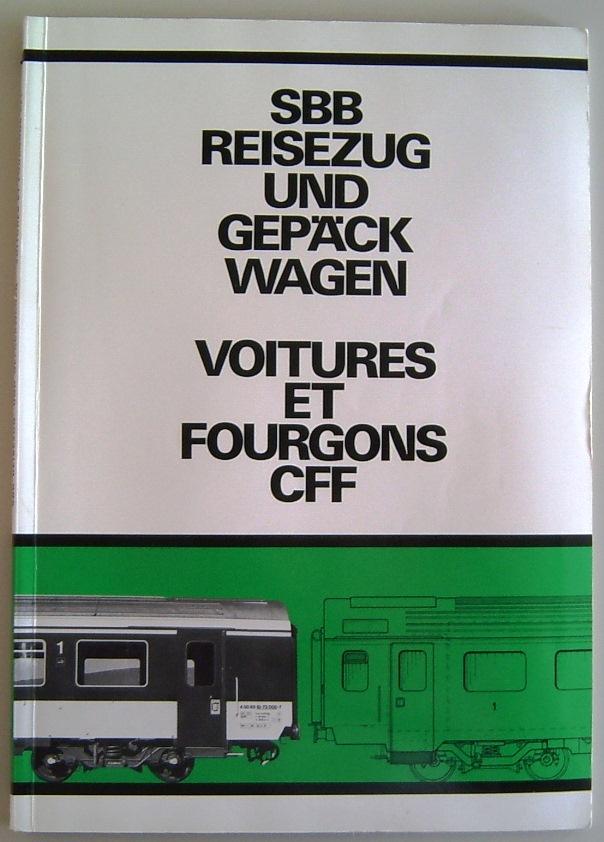 SBB
REISEZUG
UND
GEPÄCK
WAGEN
VOITURES
ET
FOURGONS
CFF
1
1